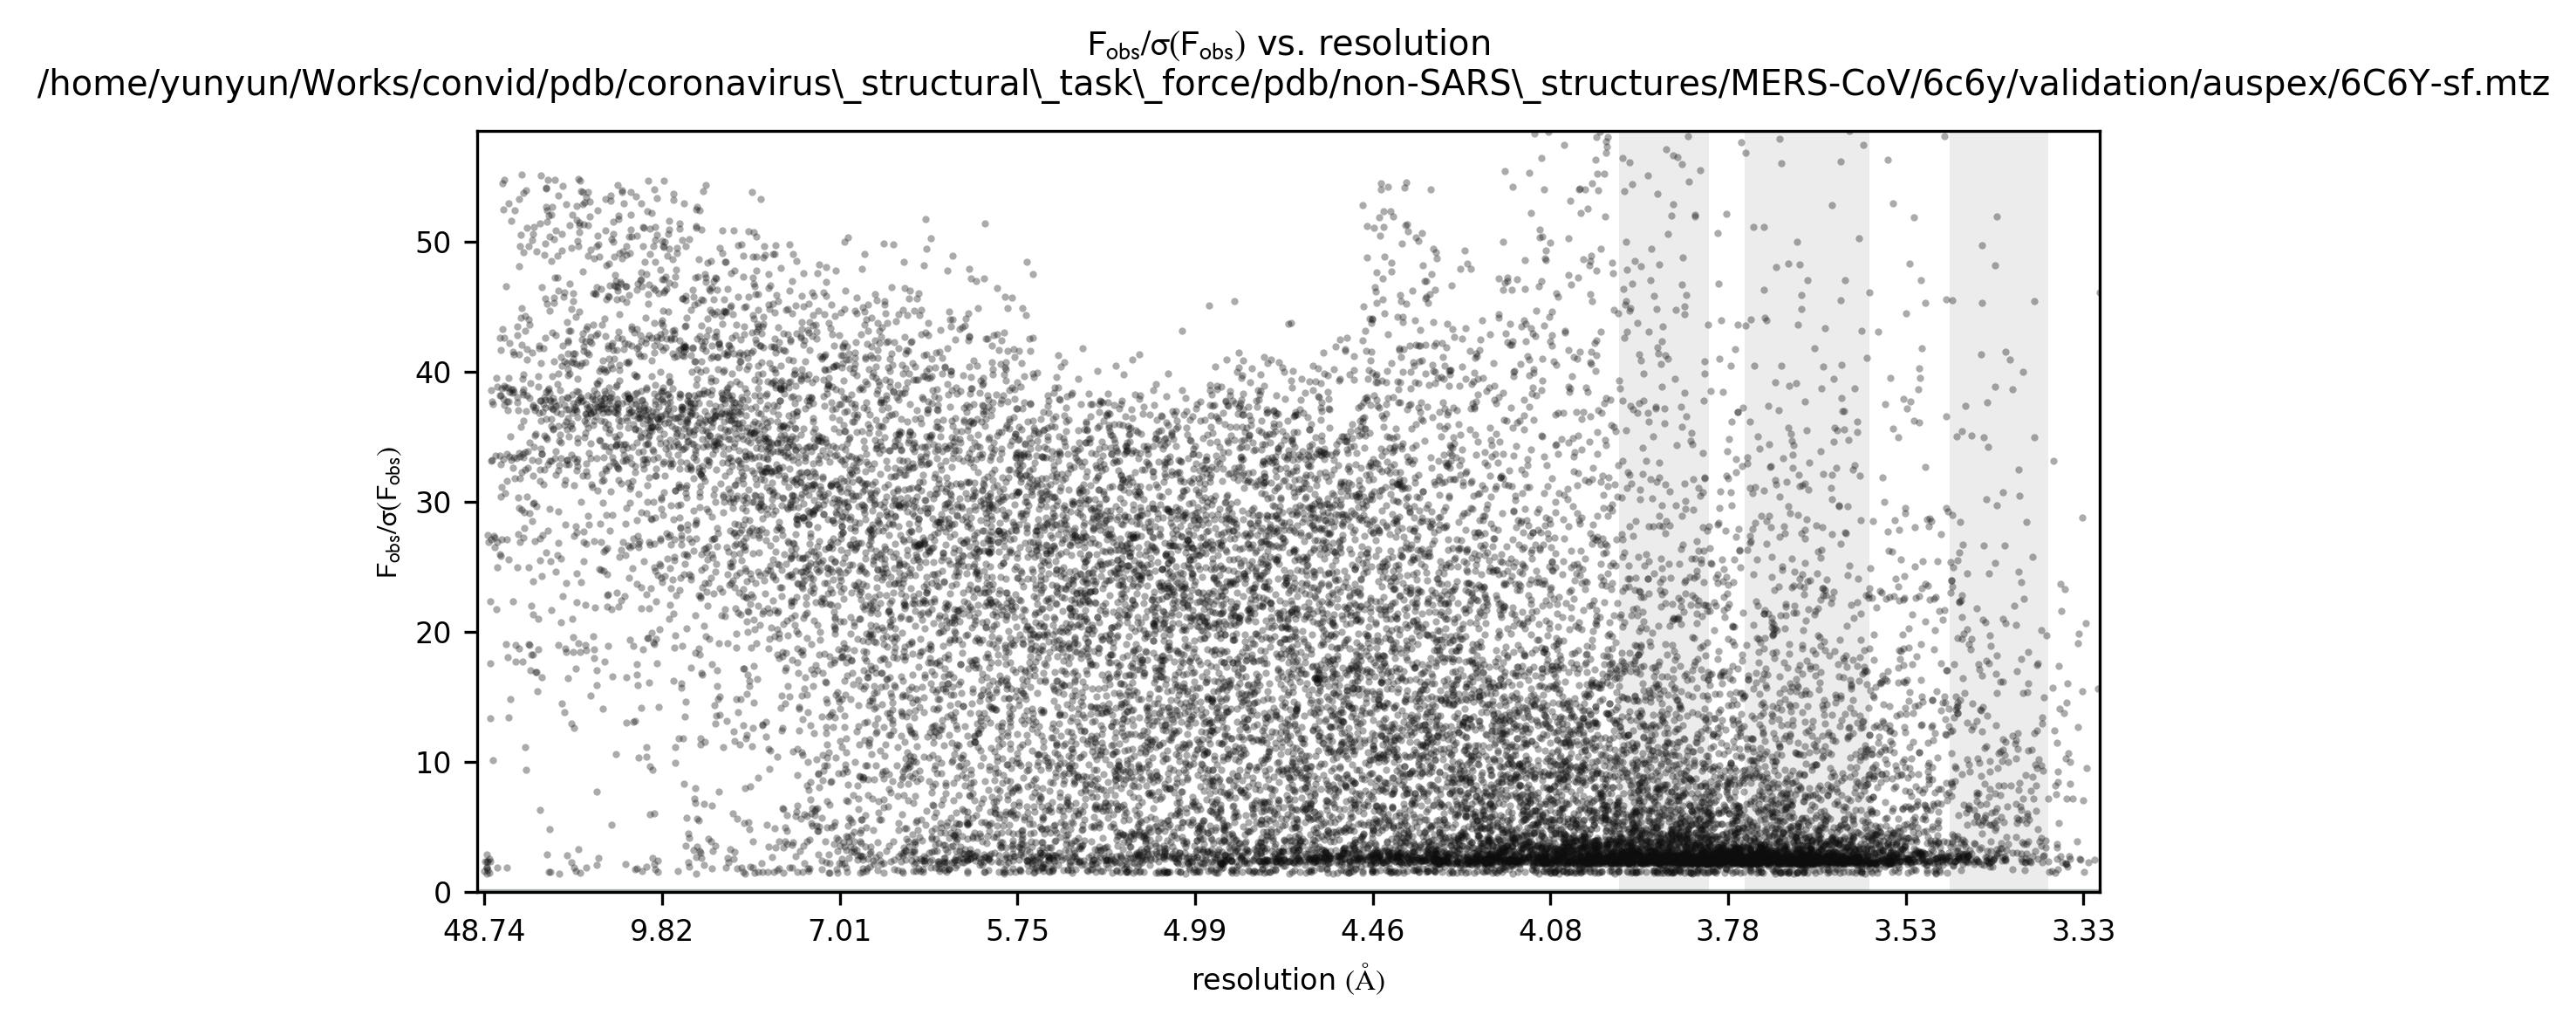 Fobs/σ(Fobs) vs. resolution
/home/yunyun/Works/convid/pdb/coronavirus\_structural\_task\_force/pdb/non-SARS\_structures/MERS-CoV/6c6y/validation/auspex/6C6Y-sf.mtz
Fobs/σ(Fobs)
50
40
30
20
10
0
48.74 9.82 7.01 5.75 4.99 4.46 4.08 3.78 3.53 3.33
resolution (Å)